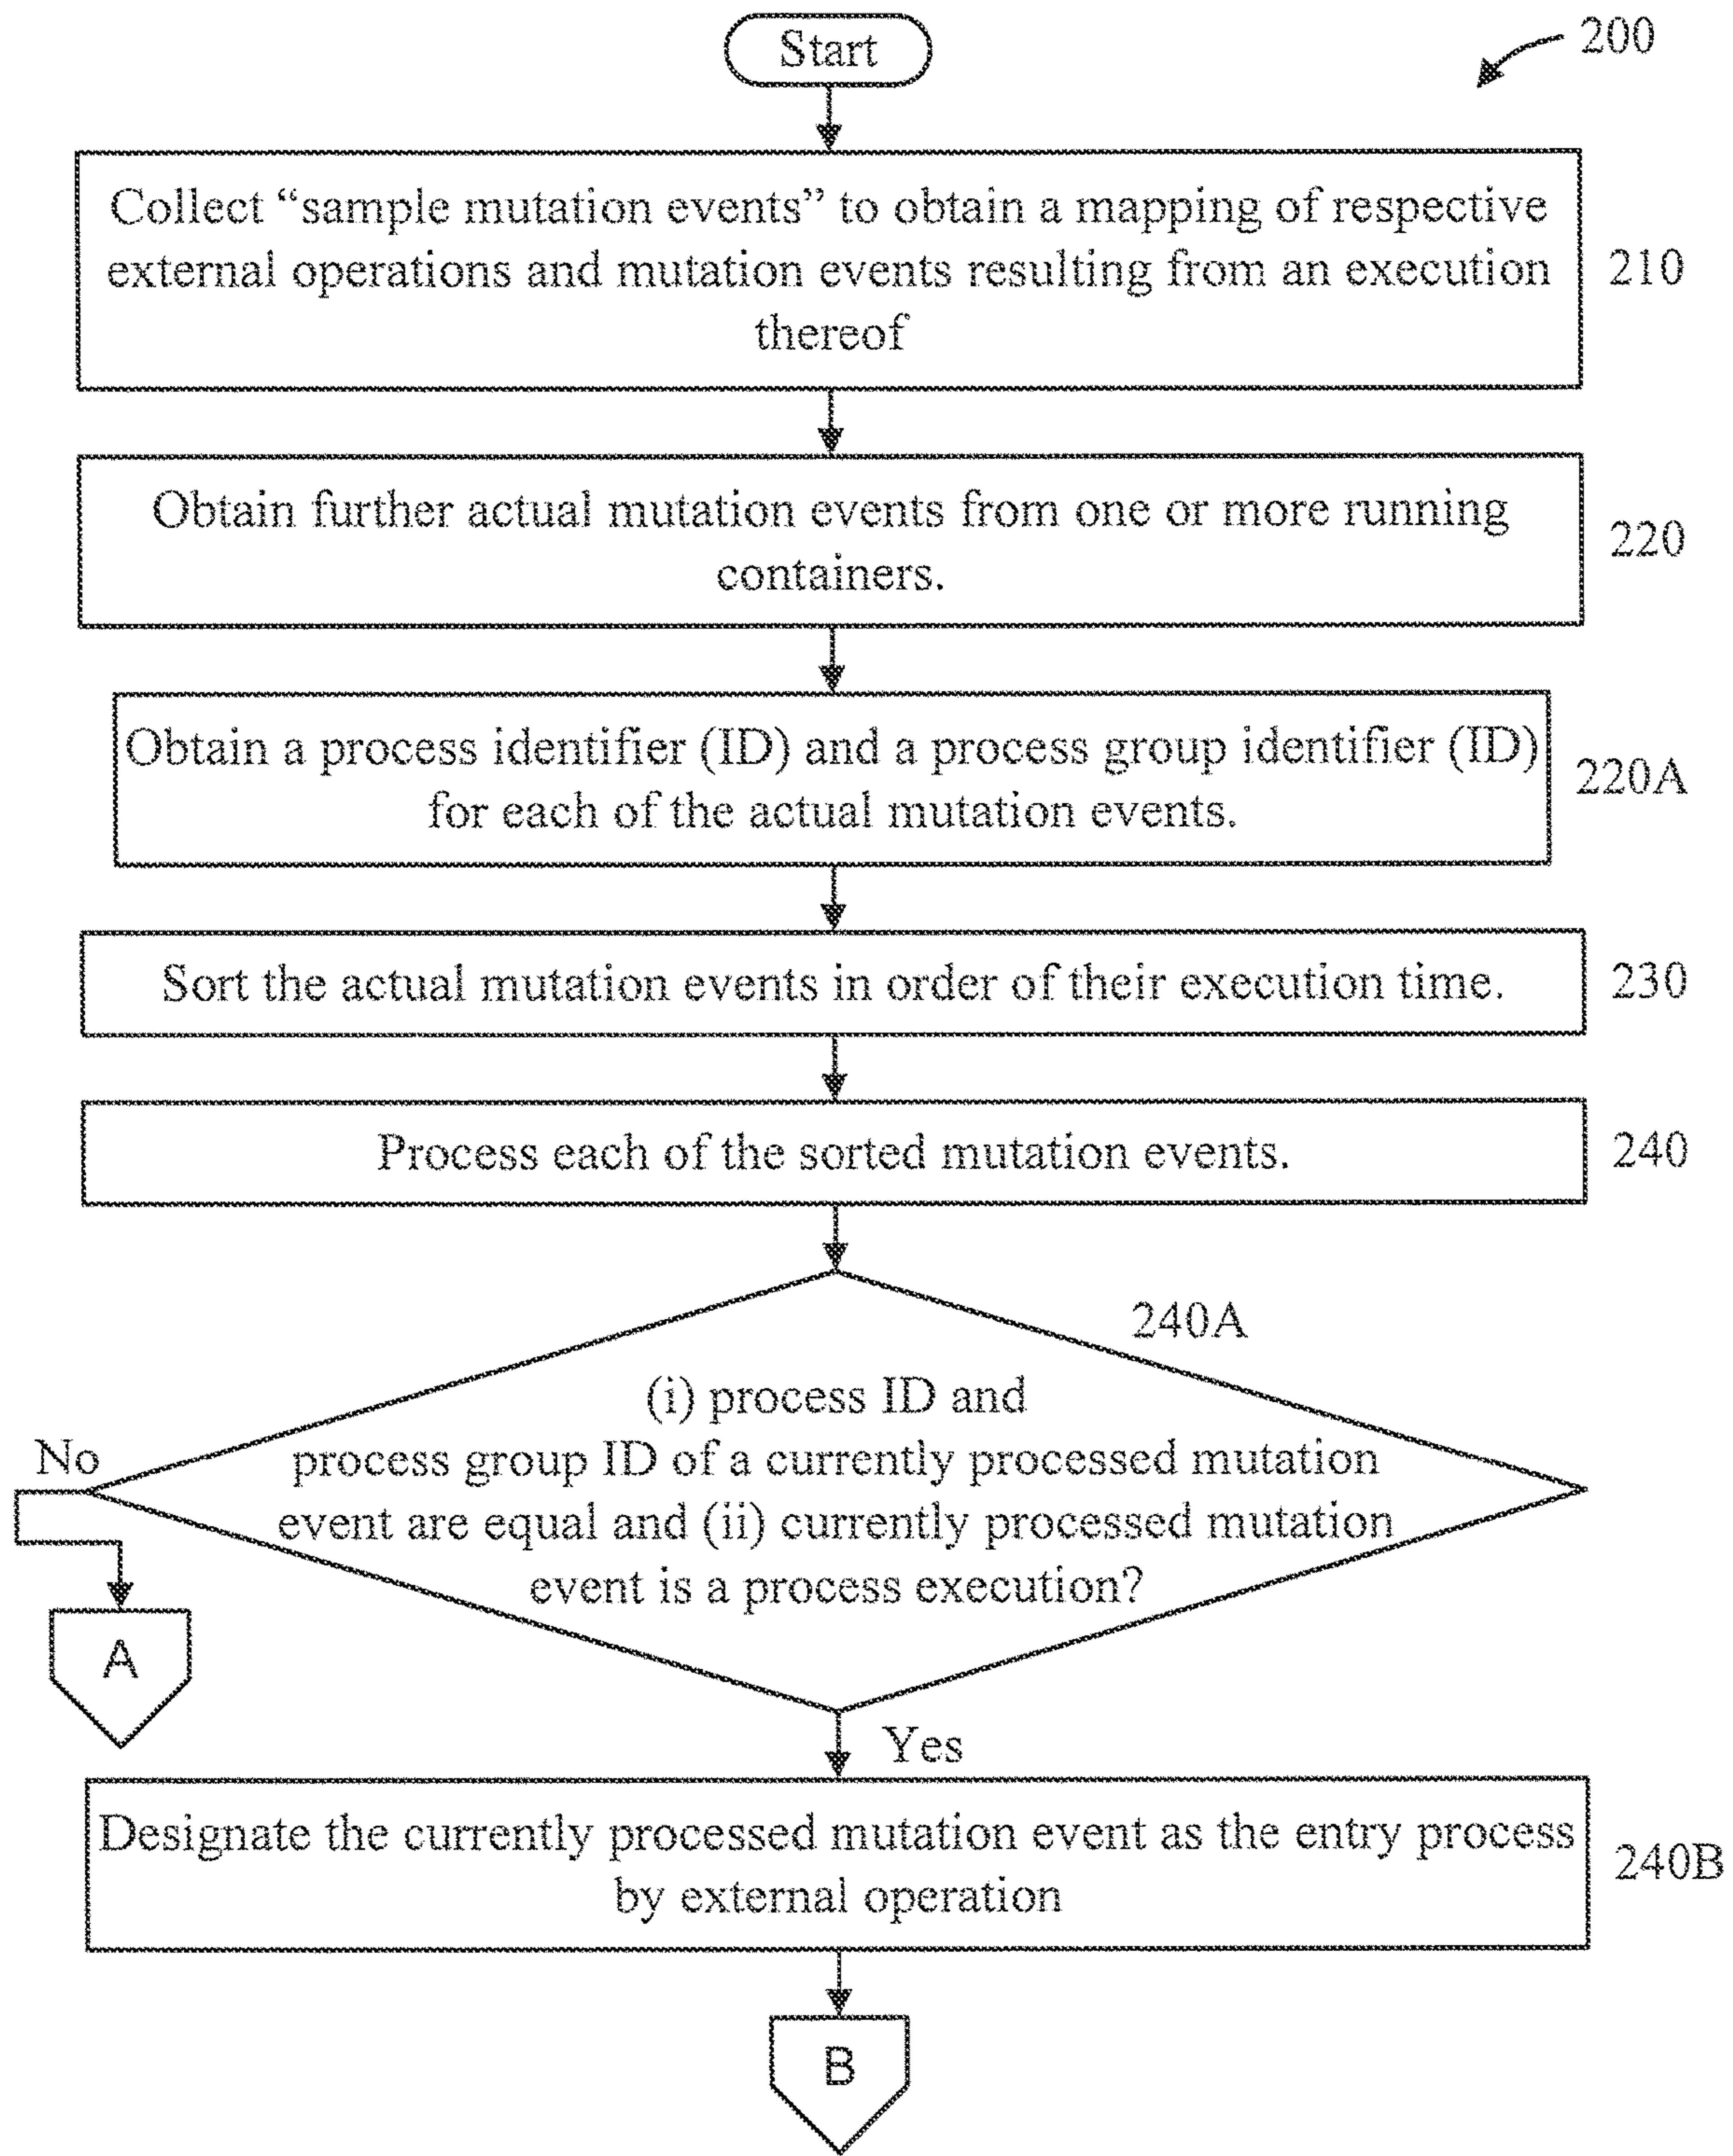 Start
200
Collect “sample mutation events” to obtain a mapping of respective
external operations and mutation events resulting from an execution
thereof
210
Obtain further actual mutation events from one or more running
containers.
220
Obtain a process identifier (ID) and a process group identifier (ID)
for each of the actual mutation events.
220A
Sort the actual mutation events in order of their execution time.
230
Process each of the sorted mutation events.
240
240A
(i) process ID and
process group ID of a currently processed mutation
event are equal and (ii) currently processed mutation
event is a process execution?
No
A
Yes
Designate the currently processed mutation event as the entry process
by external operation
240B
B